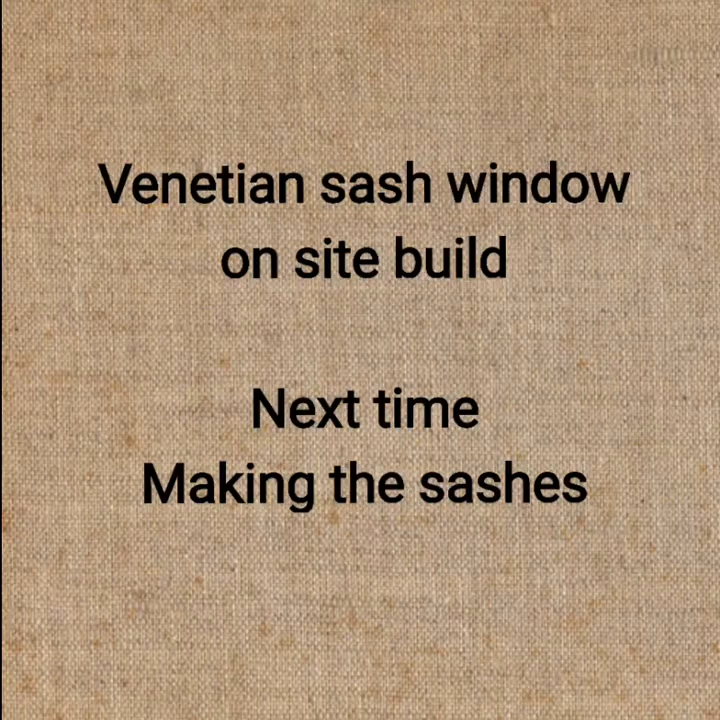 Venetian sash window
on site build
Next time
Making the sashes